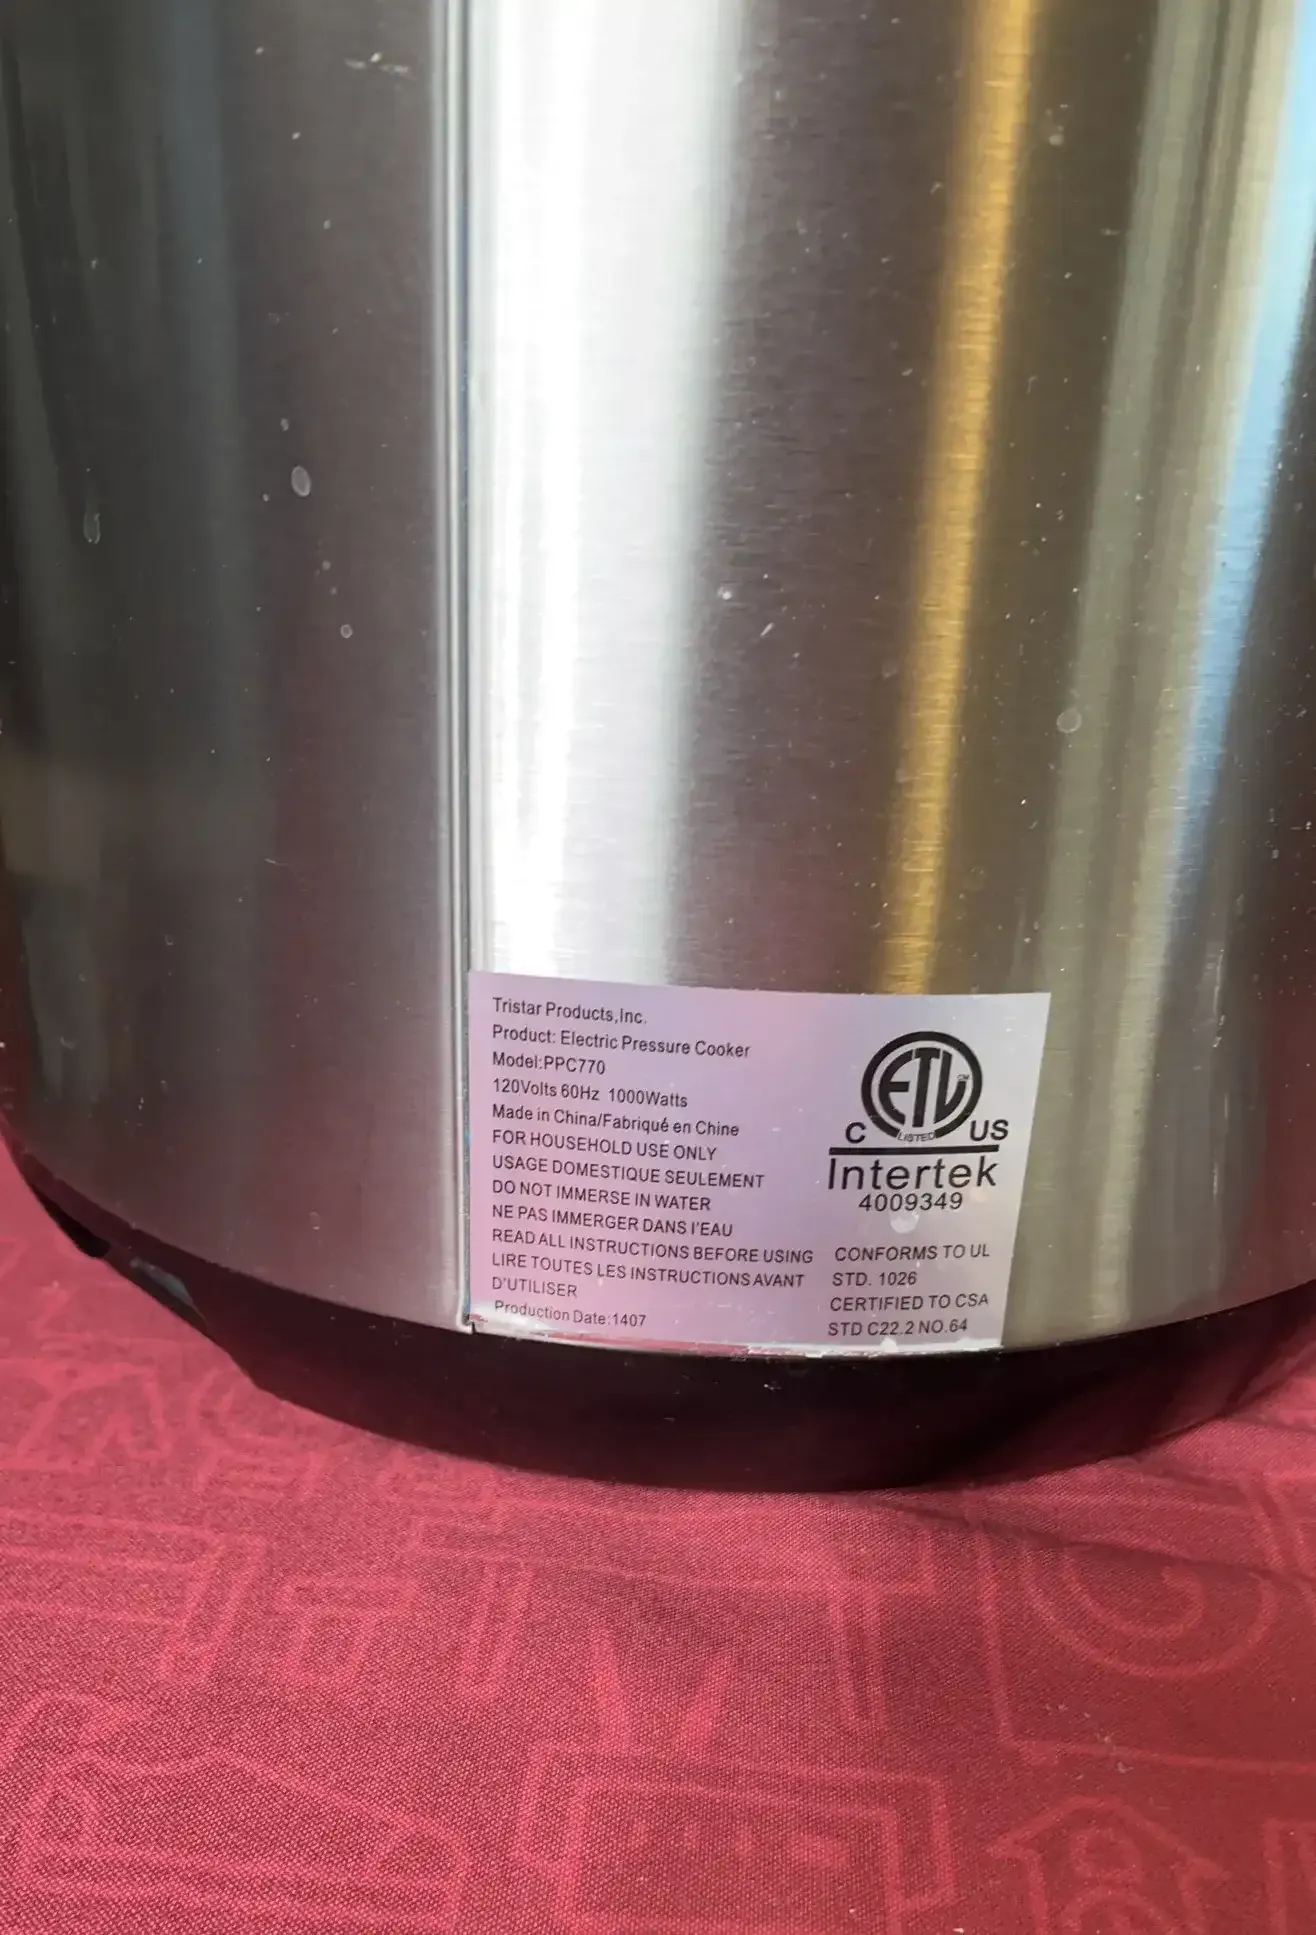 Tristar Products,Inc.
Product: Electric Pressure Cooker
Model:PPC770
120Volts 60Hz 1000Watts
Made in China/Fabriqué en Chine
FOR HOUSEHOLD USE ONLY
USAGE DOMESTIQUE SEULEMENT
DO NOT IMMERSE IN WATER
NE PAS IMMERGER DANS I'EAU
READ ALL INSTRUCTIONS BEFORE USING
LIRE TOUTES LES INSTRUCTIONS AVANT
D'UTILISER
Production Date:1407
ETL CM
C LISTED US
Intertek
4009349
CONFORMS TO UL
STD. 1026
CERTIFIED TO CSA
STD C22.2 NO.64